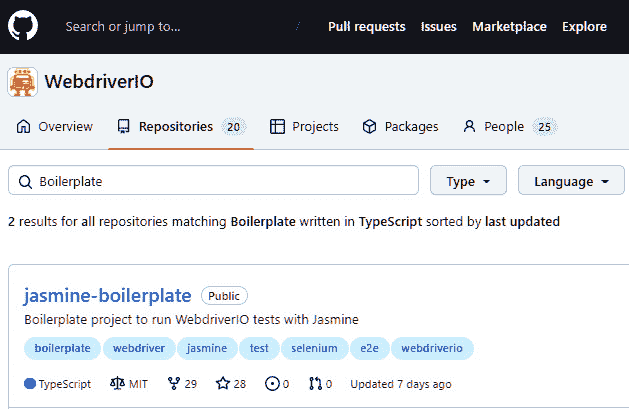 Search or jump to... / Pull requests Issues Marketplace Explore
WebdriverIO
Overview Repositories 20 Projects Packages People 25
Boilerplate Type Language
2 results for all repositories matching Boilerplate written in TypeScript sorted by last updated
jasmine-boilerplate Public
Boilerplate project to run WebdriverIO tests with Jasmine
boilerplate webdriver jasmine test selenium e2e webdriverio
TypeScript MIT 29 28 0 0 Updated 7 days ago